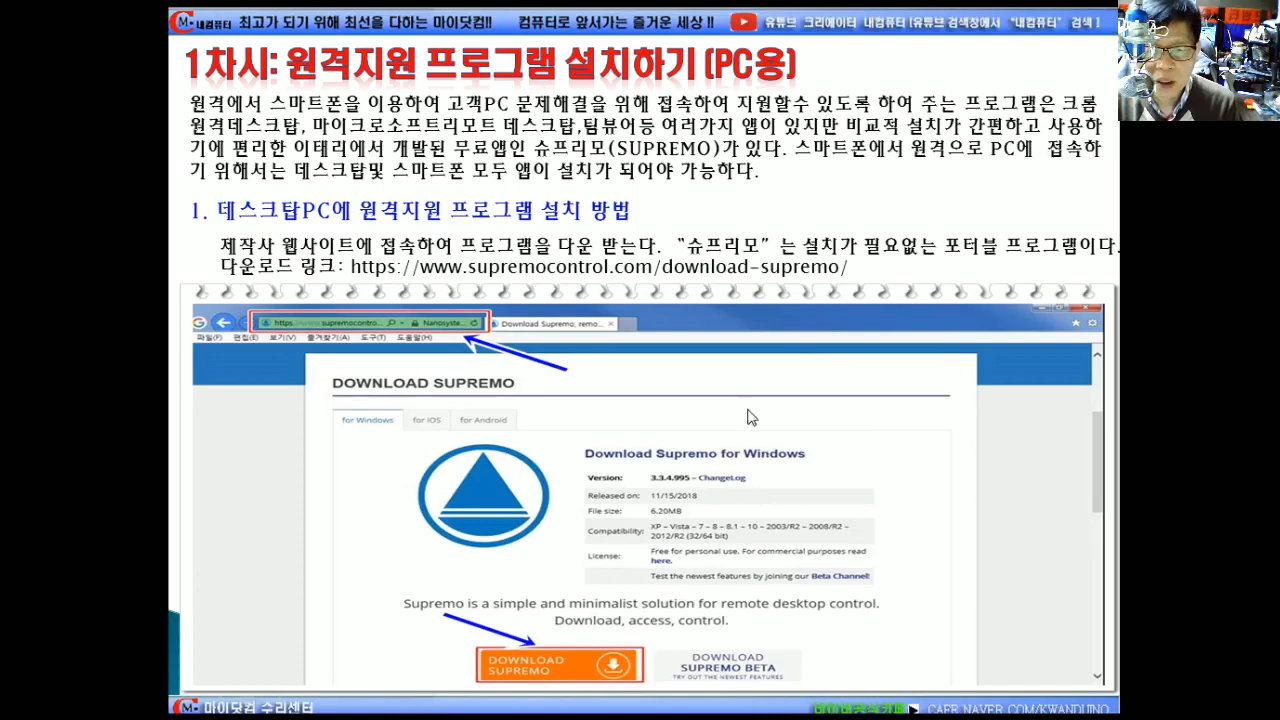 내컴퓨터 최고가 되기 위해 최선을 다하는 마이닷컴!! 컴퓨터로 앞서가는 즐거운 세상 !! 유튜브 크리에이터 내컴퓨터 [유튜브 검색창에서 "내컴퓨터" 검색 ]
1차시: 원격지원 프로그램 설치하기 (PC용)
원격에서 스마트폰을 이용하여 고객PC 문제해결을 위해 접속하여 지원할수 있도록 하여 주는 프로그램은 크롬
원격데스크탑, 마이크로소프트리모트 데스크탑,팀뷰어등 여러가지 앱이 있지만 비교적 설치가 간편하고 사용하
기에 편리한 이테리에서 개발된 무료앱인 슈프리모(SUPREMO)가 있다. 스마트폰에서 원격으로 PC에 접속하
기 위해서는 데스크탑및 스마트폰 모두 앱이 설치가 되어야 가능하다.
1. 데스크탑PC에 원격지원 프로그램 설치 방법
제작사 웹사이트에 접속하여 프로그램을 다운 받는다. “슈프리모” 는 설치가 필요없는 포터블 프로그램이다.
다운로드 링크: https://www.supremocontrol.com/download-supremo/
https://www.supremocontro... Nanosyste... Download Supremo, remo...
파일(F) 편집(E) 보기(V) 즐겨찾기(A) 도구(T) 도움말(H)
DOWNLOAD SUPREMO
for Windows for iOS for Android
Download Supremo for Windows
Version: 3.3.4.995 – ChangeLog
Released on: 11/15/2018
File size: 6.20MB
Compatibility: XP – Vista – 7 – 8 – 8.1 – 10 – 2003/R2 – 2008/R2 –
2012/R2 (32/64 bit)
License: Free for personal use. For commercial purposes read
here.
Test the newest features by joining our Beta Channel!
Supremo is a simple and minimalist solution for remote desktop control.
Download, access, control.
DOWNLOAD
SUPREMO
DOWNLOAD
SUPREMO BETA
TRY OUT THE NEWEST FEATURES
마이닷컴 수리센터 네이버공식카페 ▶ CAFE.NAVER.COM/KWANDUINO